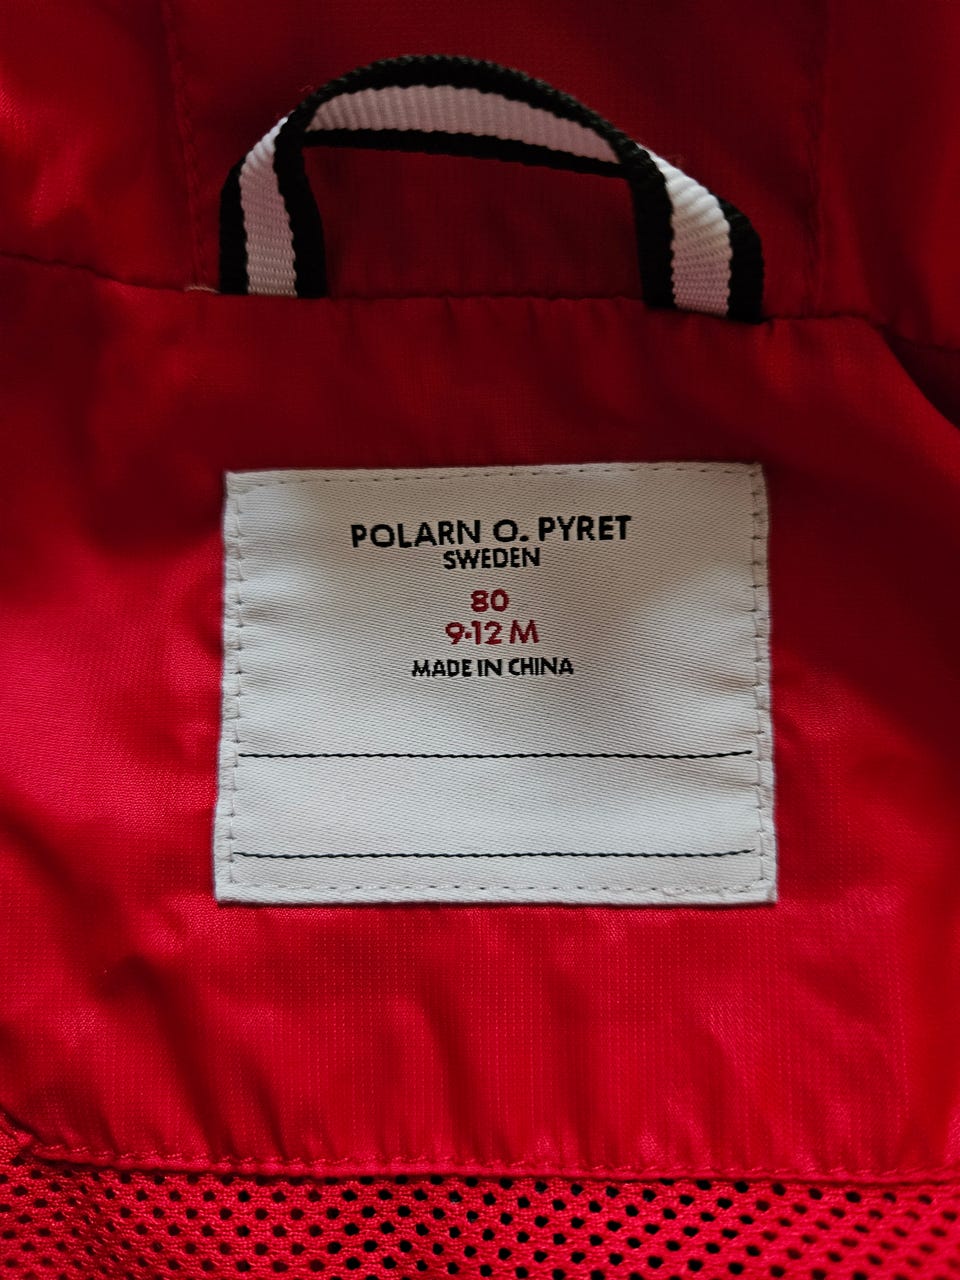 POLARN O. PYRET
SWEDEN
80
9-12 M
MADE IN CHINA